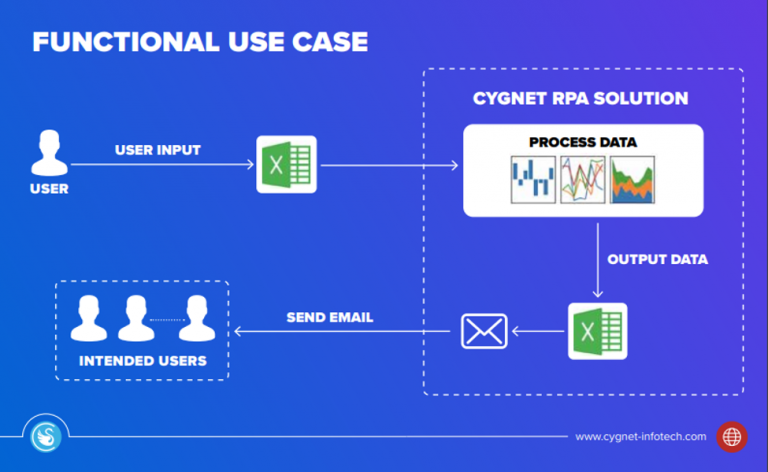 FUNCTIONAL USE CASE
CYGNET RPA SOLUTION
PROCESS DATA
USER INPUT
X
USER
OUTPUT DATA
SEND EMAIL
X
INTENDED USERS
www.cygnet-infotech.com